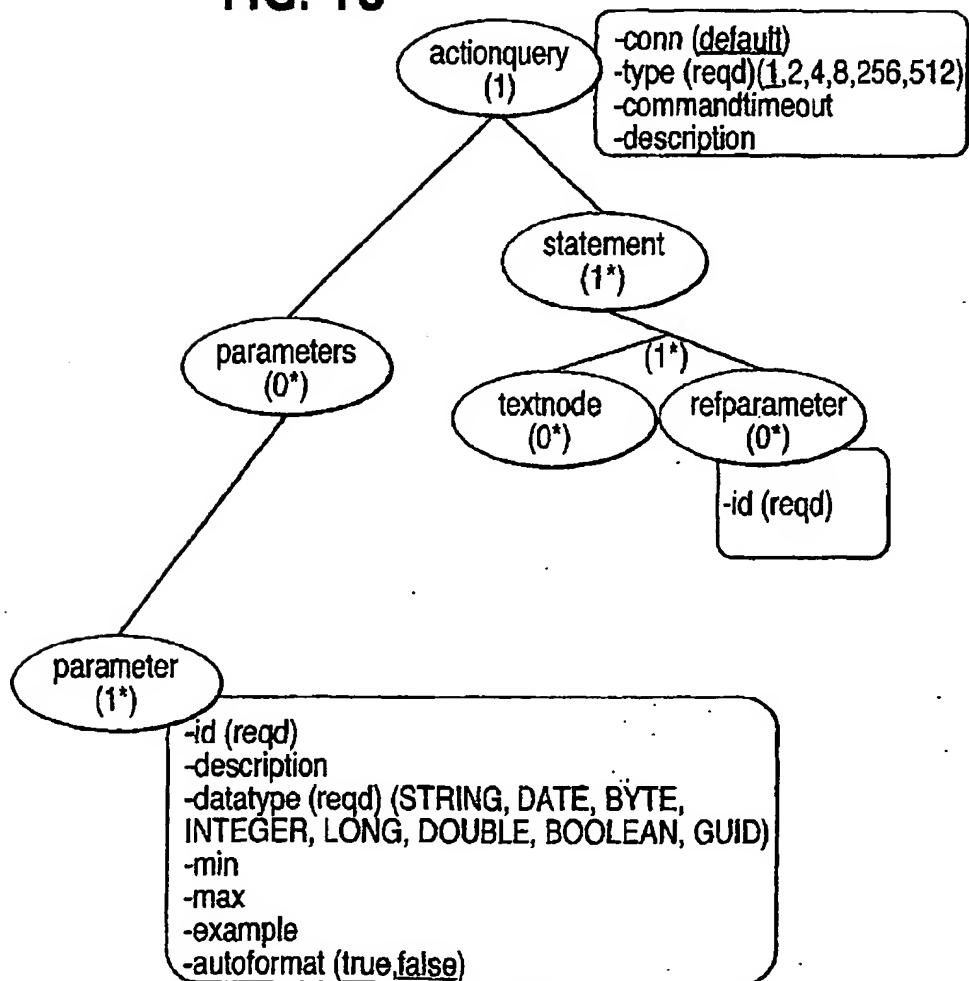 actionquery
(1)
-conn (default)
-type (reqd)(1,2,4,8,256,512)
-commandtimeout
-description
statement
(1*)
parameters
(0*)
(1*)
textnode
(0*)
refparameter
(0*)
-id (reqd)
parameter
(1*)
-id (reqd)
-description
-datatype (reqd) (STRING, DATE, BYTE,
INTEGER, LONG, DOUBLE, BOOLEAN, GUID)
-min
-max
-example
-autoformat (true,false)